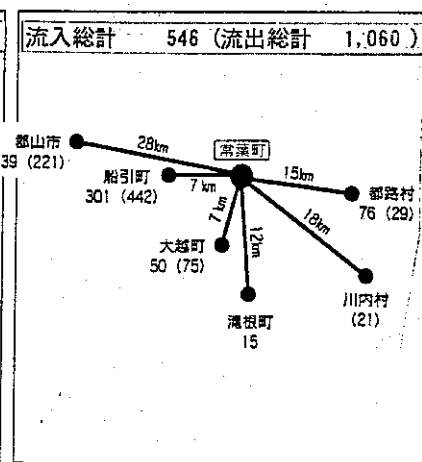 流入総計 546 (流出総計 1,060)
郡山市
39 (221)
28km
常葉町
船引町
301 (442)
7km
15km
都路村
76 (29)
大越町
50 (75)
7km
12km
18km
滝根町
15
川内村
(21)